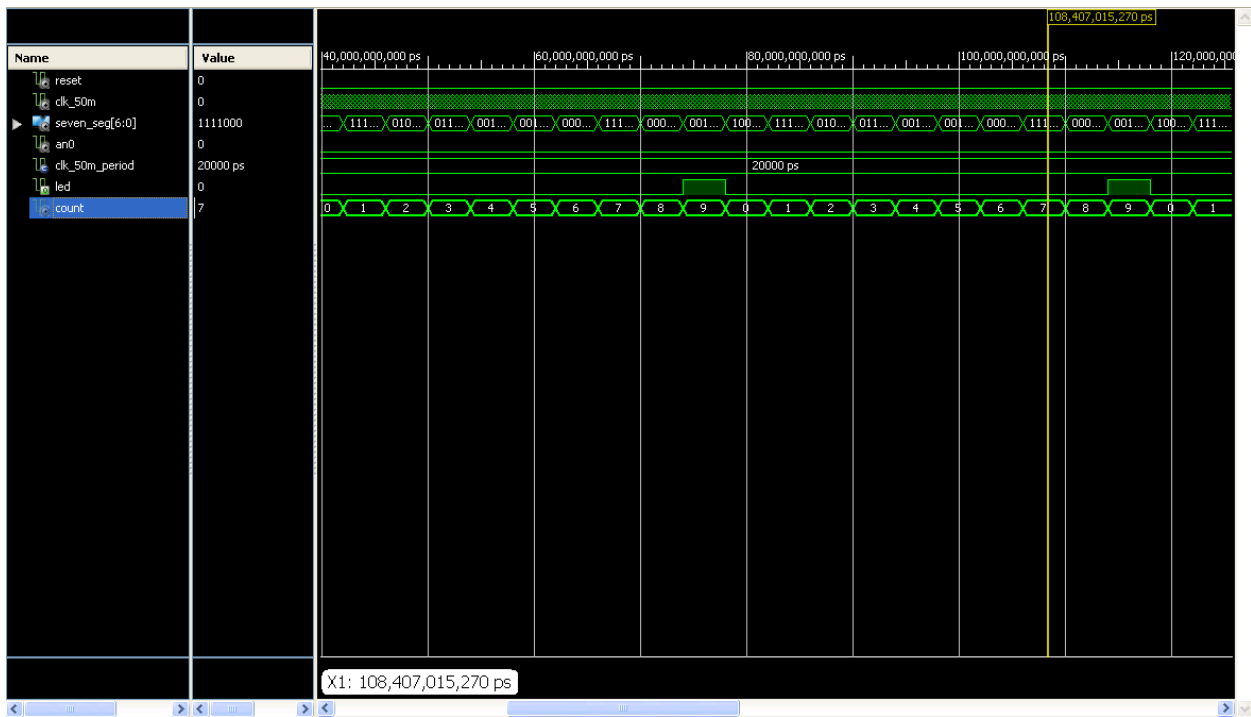 108,407,015,270 ps
Name Value
40,000,000,000 ps 60,000,000,000 ps 80,000,000,000 ps 100,000,000,000 ps 120,000,00
reset 0
clk_50m 0
seven_seg[6:0] 1111000 ... 111... 010... 011... 001... 001... 000... 111... 000... 001... 100... 111... 010... 011... 001... 001... 000... 111... 000... 001... 100... 111...
an0 0
clk_50m_period 20000 ps 20000 ps
led 0
count 7 0 1 2 3 4 5 6 7 8 9 0 1 2 3 4 5 6 7 8 9 0 1
X1: 108,407,015,270 ps